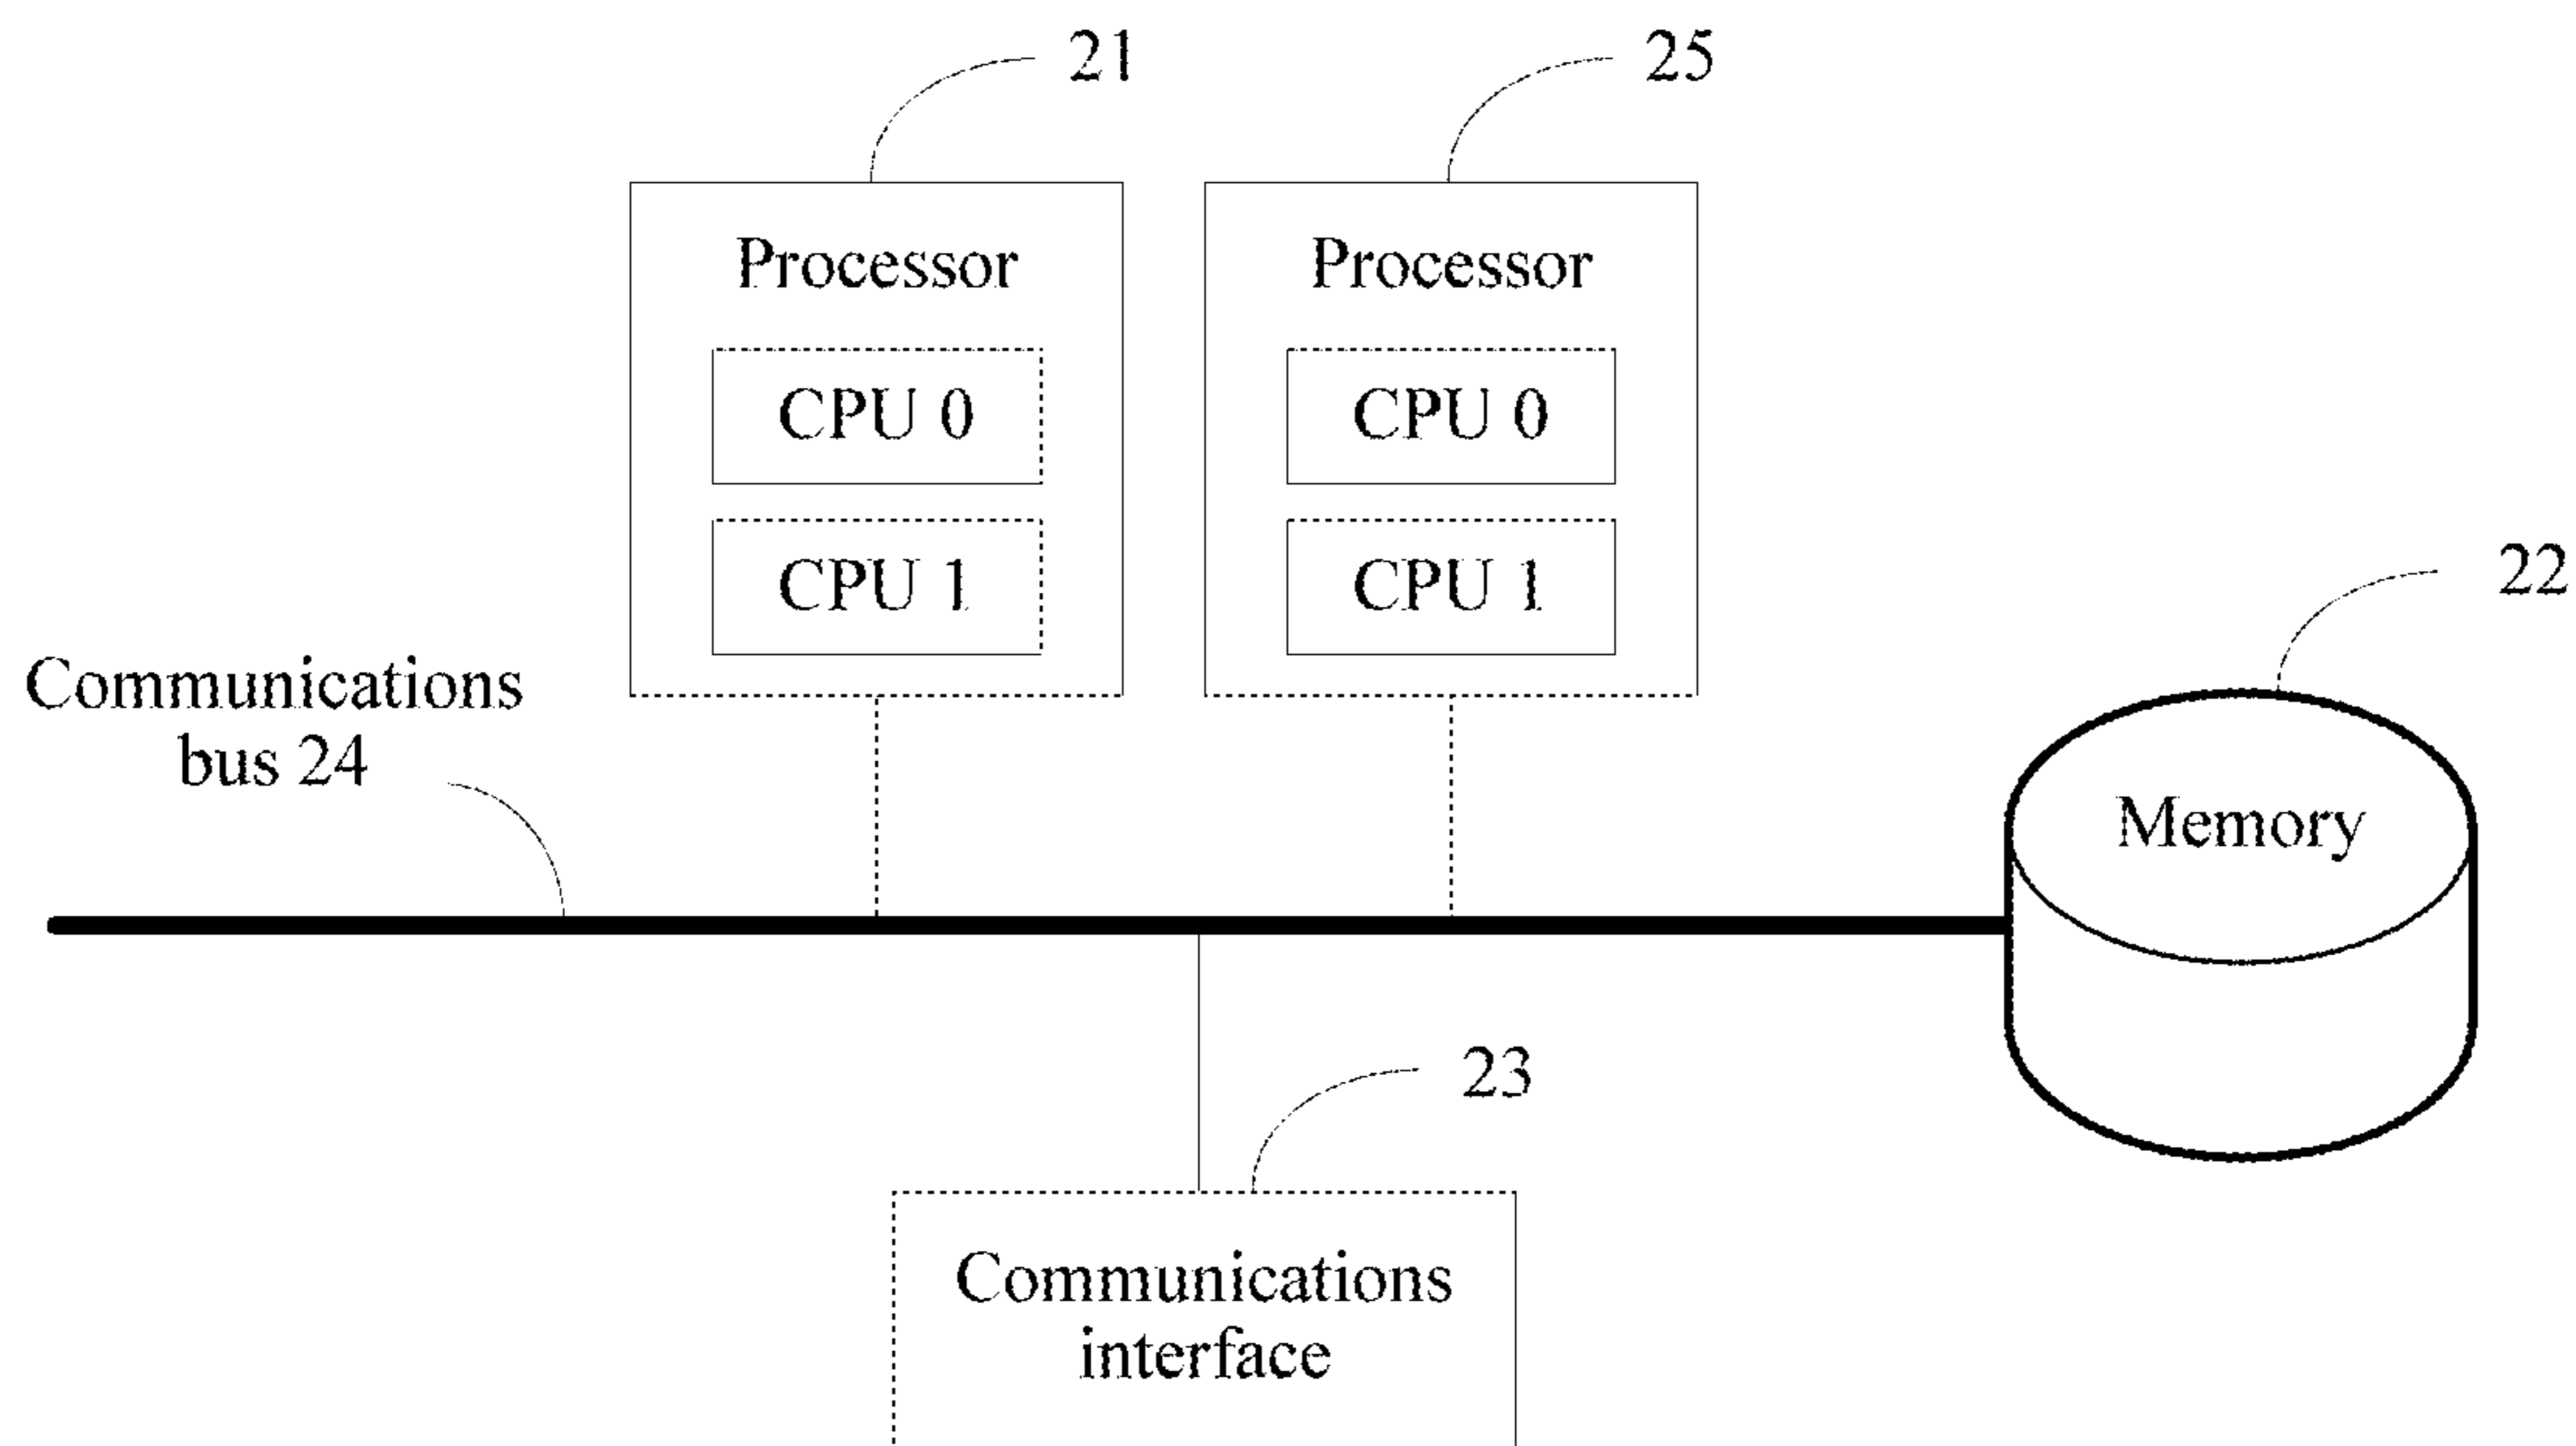 21
25
Processor
CPU 0
CPU 1
Processor
CPU 0
CPU 1
22
Communications
bus 24
Memory
23
Communications
interface